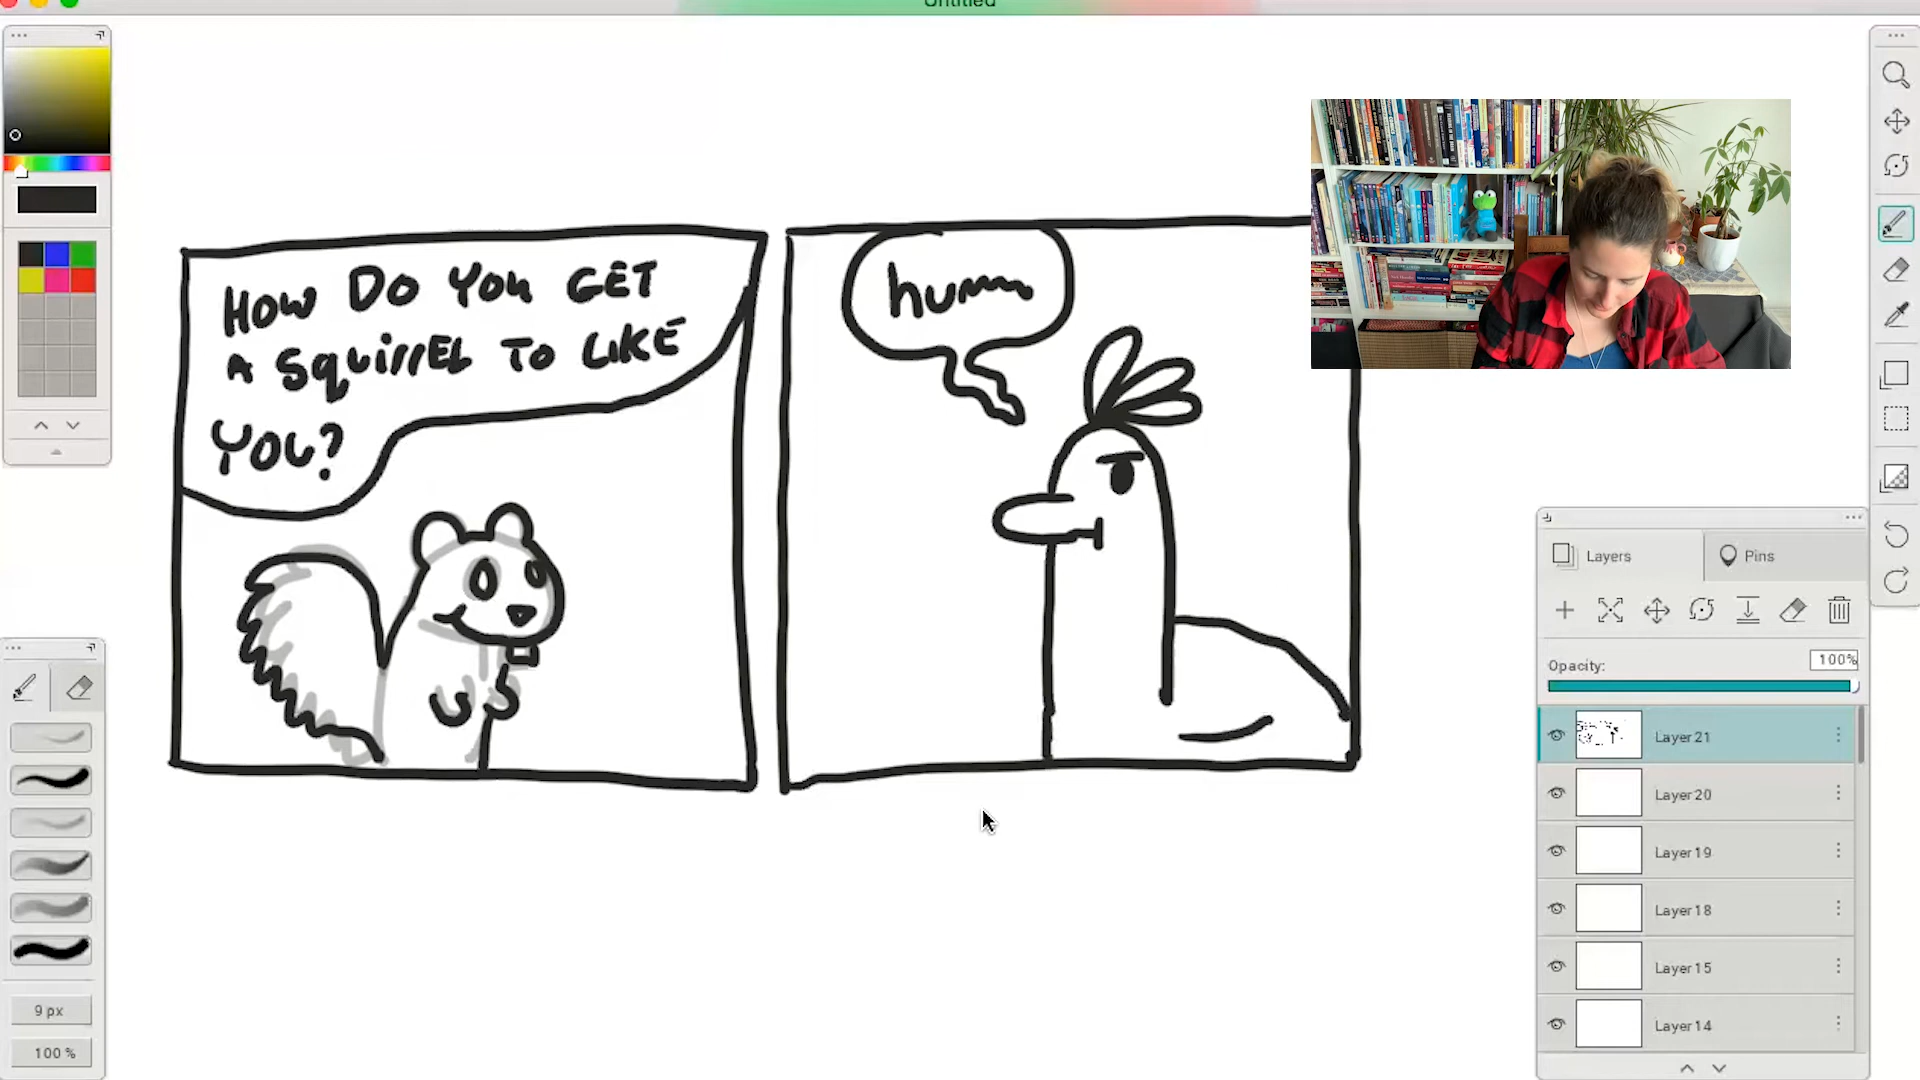 Untitled
HOW DO YOU GET
A SQUirrEL TO LIKE
YOU?
humm
Layers
Pins
Opacity:
100%
Layer 21
Layer 20
Layer 19
Layer 18
Layer 15
Layer 14
9 px
100 %